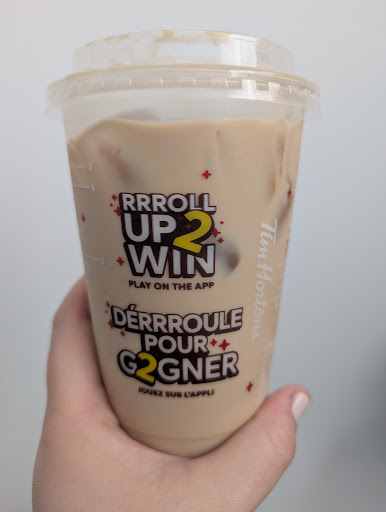 RRROLL
UP2
WIN
PLAY ON THE APP
Tim Hortons
DÉRRROULE
POUR
G2GNER
JOUEZ SUR L'APPLI